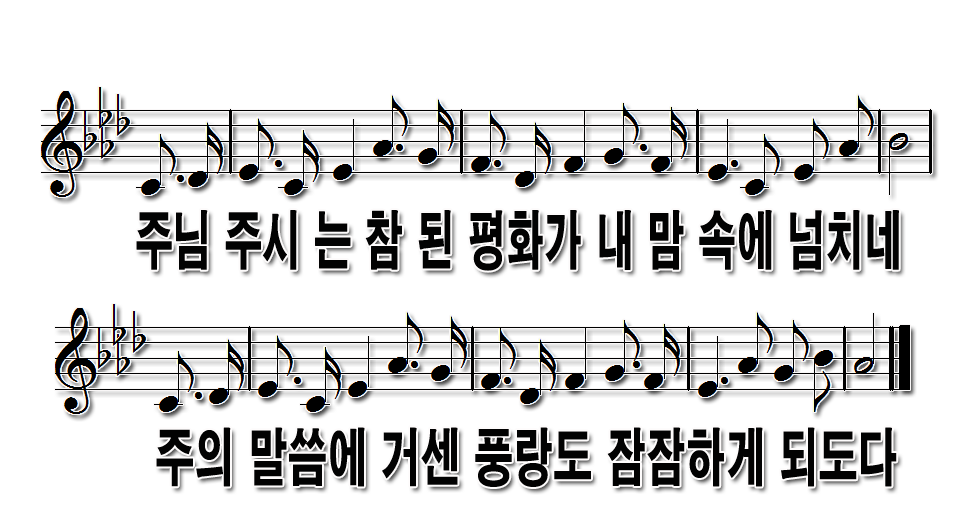 주님 주시 는 참 된 평화가 내 맘 속에 넘치네
주의 말씀에 거센 풍랑도 잠잠하게 되도다